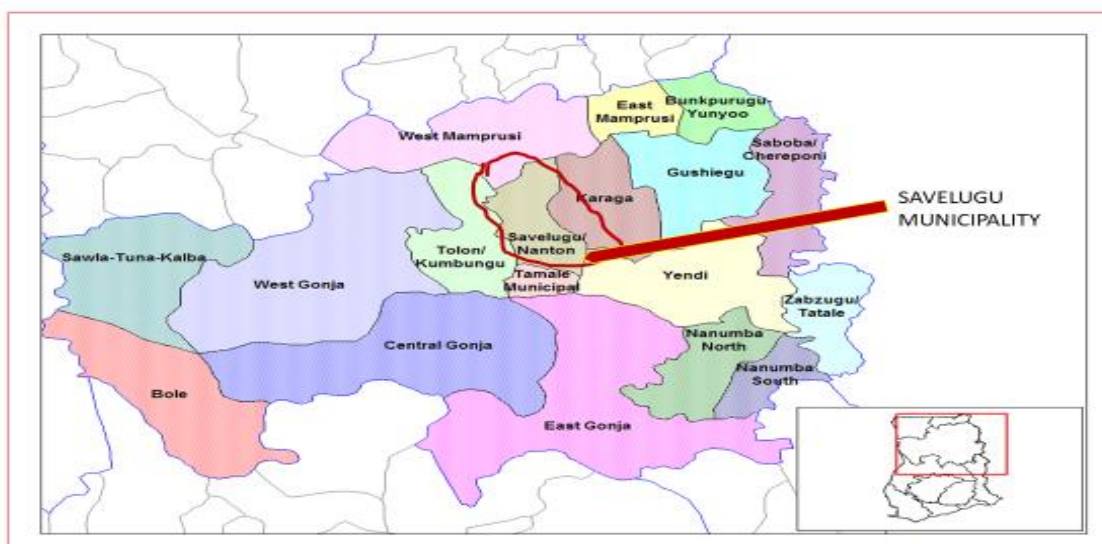 East
Mamprusi
Bunkpurugu
Yunyoo
West Mamprusi
Saboba/
Chereponi
Gushiegu
Karaga
SAVELUGU
MUNICIPALITY
Savelugu/
Nanton
Tolon/
Kumbungu
Sawla-Tuna-Kalba
West Gonja
Tamale
Municipal
Yendi
Zabzugu/
Tatale
Central Gonja
Nanumba
North
Nanumba
South
Bole
East Gonja